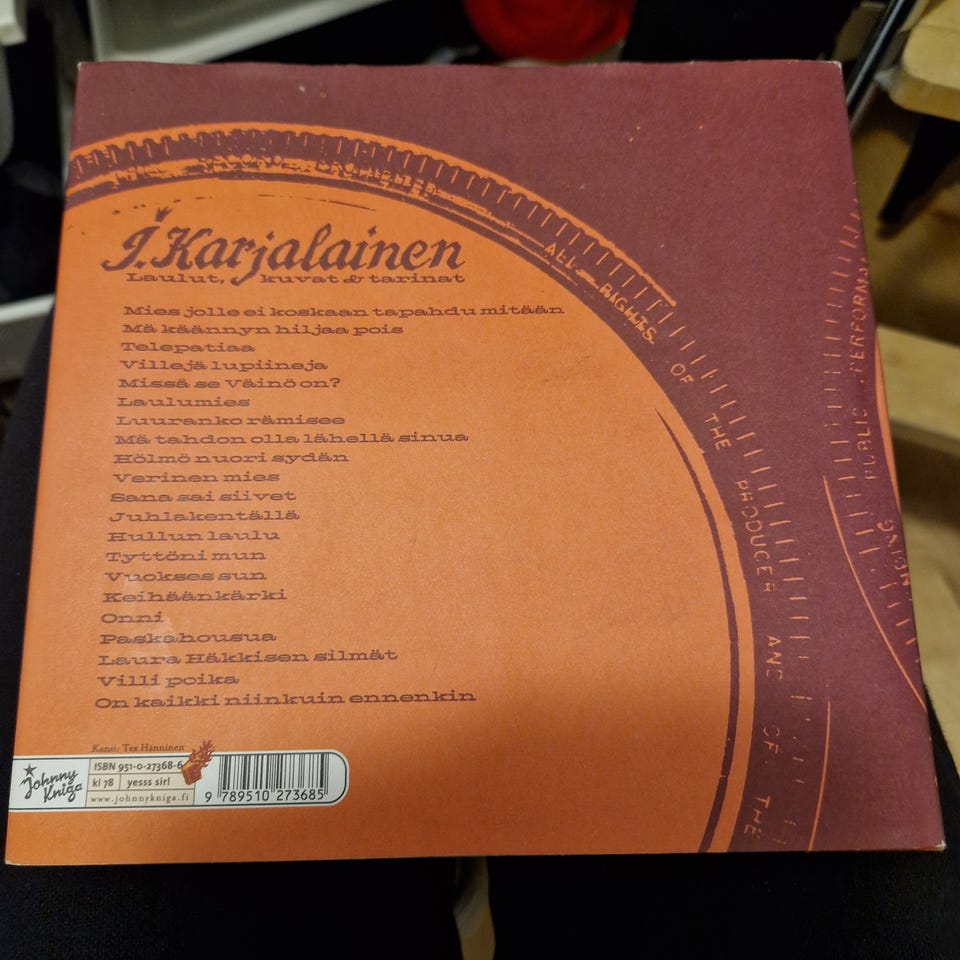 J. Karjalainen
Laulut, kuvat & tarinat
Mies jolle ei koskaan tapahdu mitään
Mä käännyn hiljaa pois
Telepatiaa
Villejä lupiineja
Missä se Väinö on?
Laulumies
Luuranko rämisee
Mä tahdon olla lähellä sinua
Hölmö nuori sydän
Verinen mies
Sana sai siivet
Juhlakentällä
Hullun laulu
Tyttöni mun
Vuokses sun
Keihäänkärki
Onni
Paskahousua
Laura Häkkisen silmät
Villi poika
On kaikki niinkuin ennenkin
Kansi: Tex Hänninen
Johnny
Kniga
ISBN 951-0-27368-6
kl 78 yesss sir!
www.johnnykniga.fi
9 789510 273685
ALL RIGHTS OF THE PRODUCER AND OF THE
PUBLIC PERFORMAN